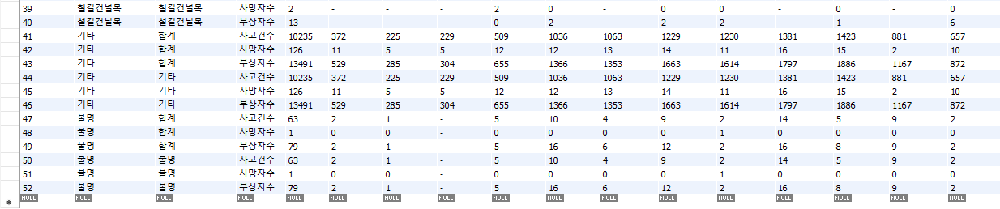 39 철길건널목 철길건널목 사망자수 2 - - - 2 0 - 0 0 - 0 - 0
40 철길건널목 철길건널목 부상자수 13 - - - 0 2 - 2 2 - 1 - 6
41 기타 합계 사고건수 10235 372 225 229 509 1036 1063 1229 1230 1381 1423 881 657
42 기타 합계 사망자수 126 11 5 5 12 12 13 14 11 16 15 2 10
43 기타 합계 부상자수 13491 529 285 304 655 1366 1353 1663 1614 1797 1886 1167 872
44 기타 기타 사고건수 10235 372 225 229 509 1036 1063 1229 1230 1381 1423 881 657
45 기타 기타 사망자수 126 11 5 5 12 12 13 14 11 16 15 2 10
46 기타 기타 부상자수 13491 529 285 304 655 1366 1353 1663 1614 1797 1886 1167 872
47 불명 합계 사고건수 63 2 1 - 5 10 4 9 2 14 5 9 2
48 불명 합계 사망자수 1 0 0 - 0 0 0 0 1 0 0 0 0
49 불명 합계 부상자수 79 2 1 - 5 16 6 12 2 16 8 9 2
50 불명 불명 사고건수 63 2 1 - 5 10 4 9 2 14 5 9 2
51 불명 불명 사망자수 1 0 0 - 0 0 0 0 1 0 0 0 0
52 불명 불명 부상자수 79 2 1 - 5 16 6 12 2 16 8 9 2
NULL NULL NULL NULL NULL NULL NULL NULL NULL NULL NULL NULL NULL NULL NULL NULL NULL